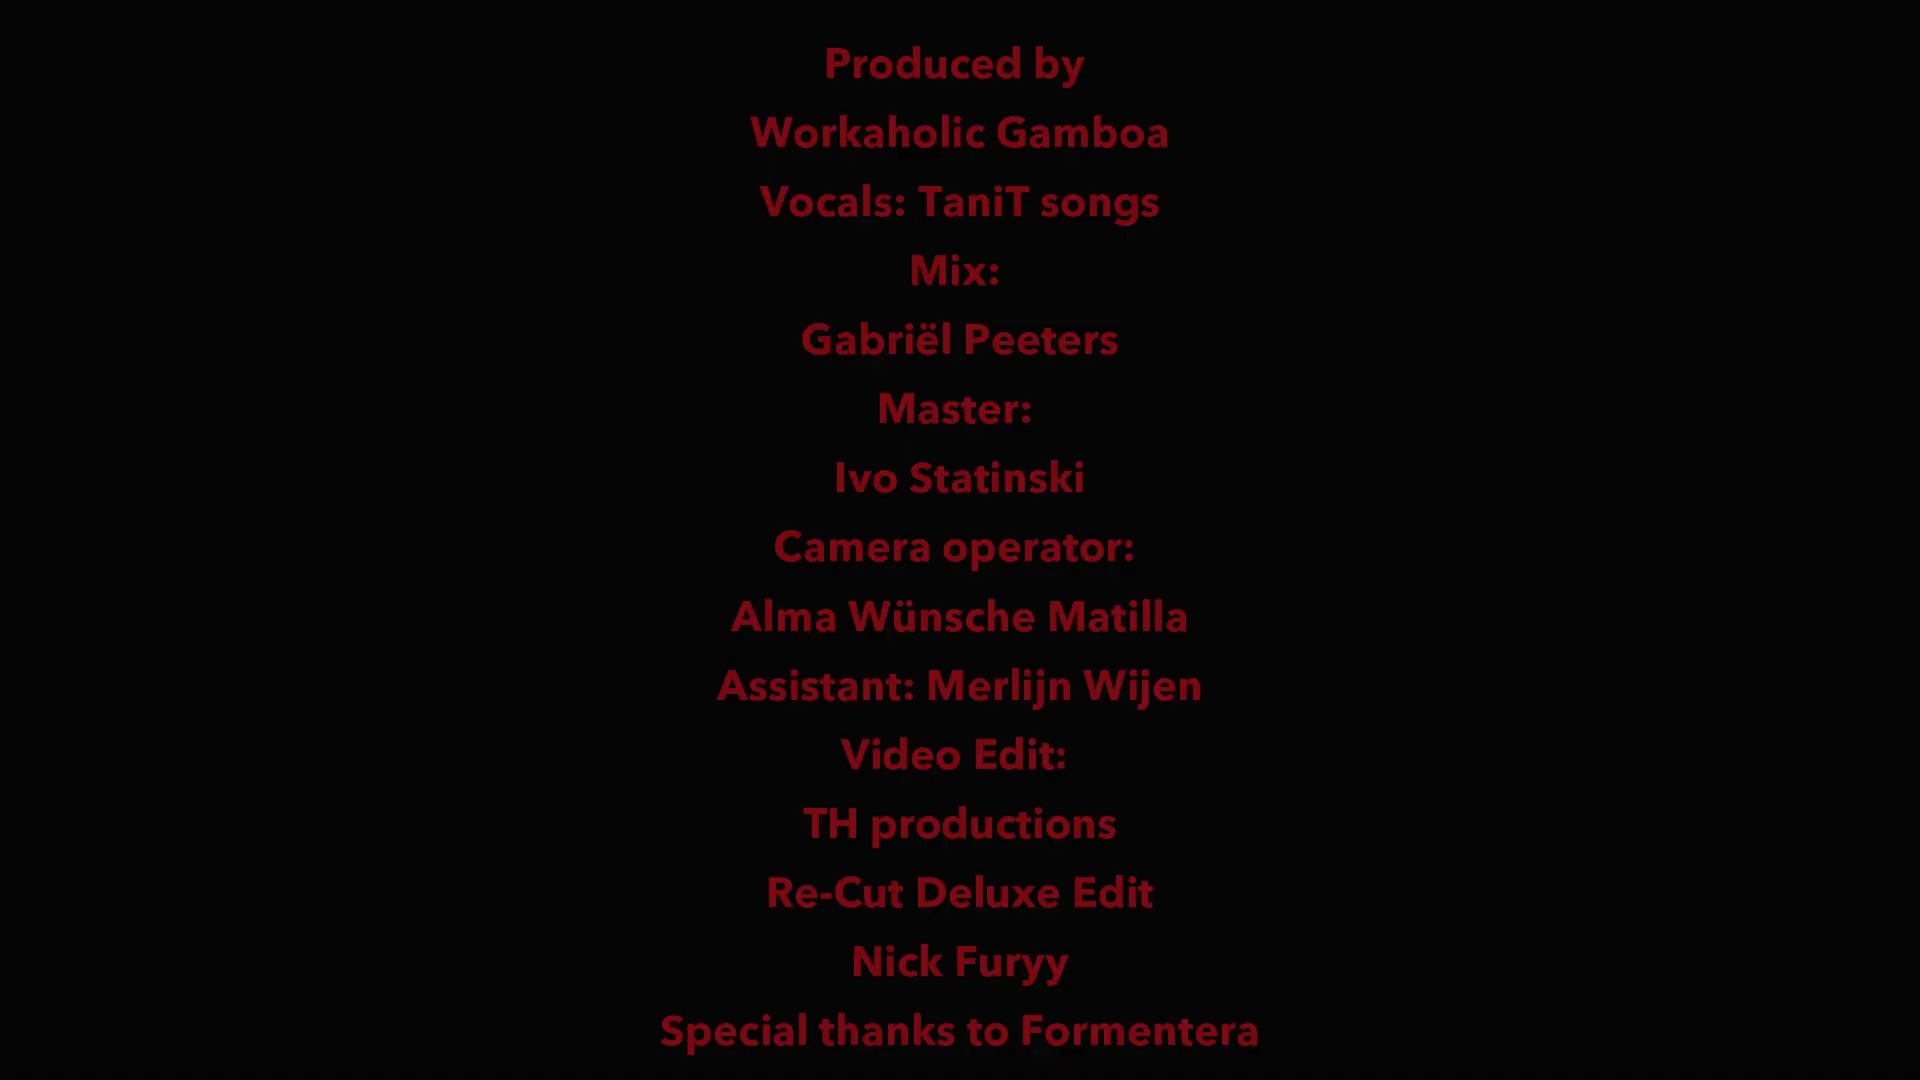 Produced by
Workaholic Gamboa
Vocals: TaniT songs
Mix:
Gabriël Peeters
Master:
Ivo Statinski
Camera operator:
Alma Wünsche Matilla
Assistant: Merlijn Wijen
Video Edit:
TH productions
Re-Cut Deluxe Edit
Nick Furyy
Special thanks to Formentera